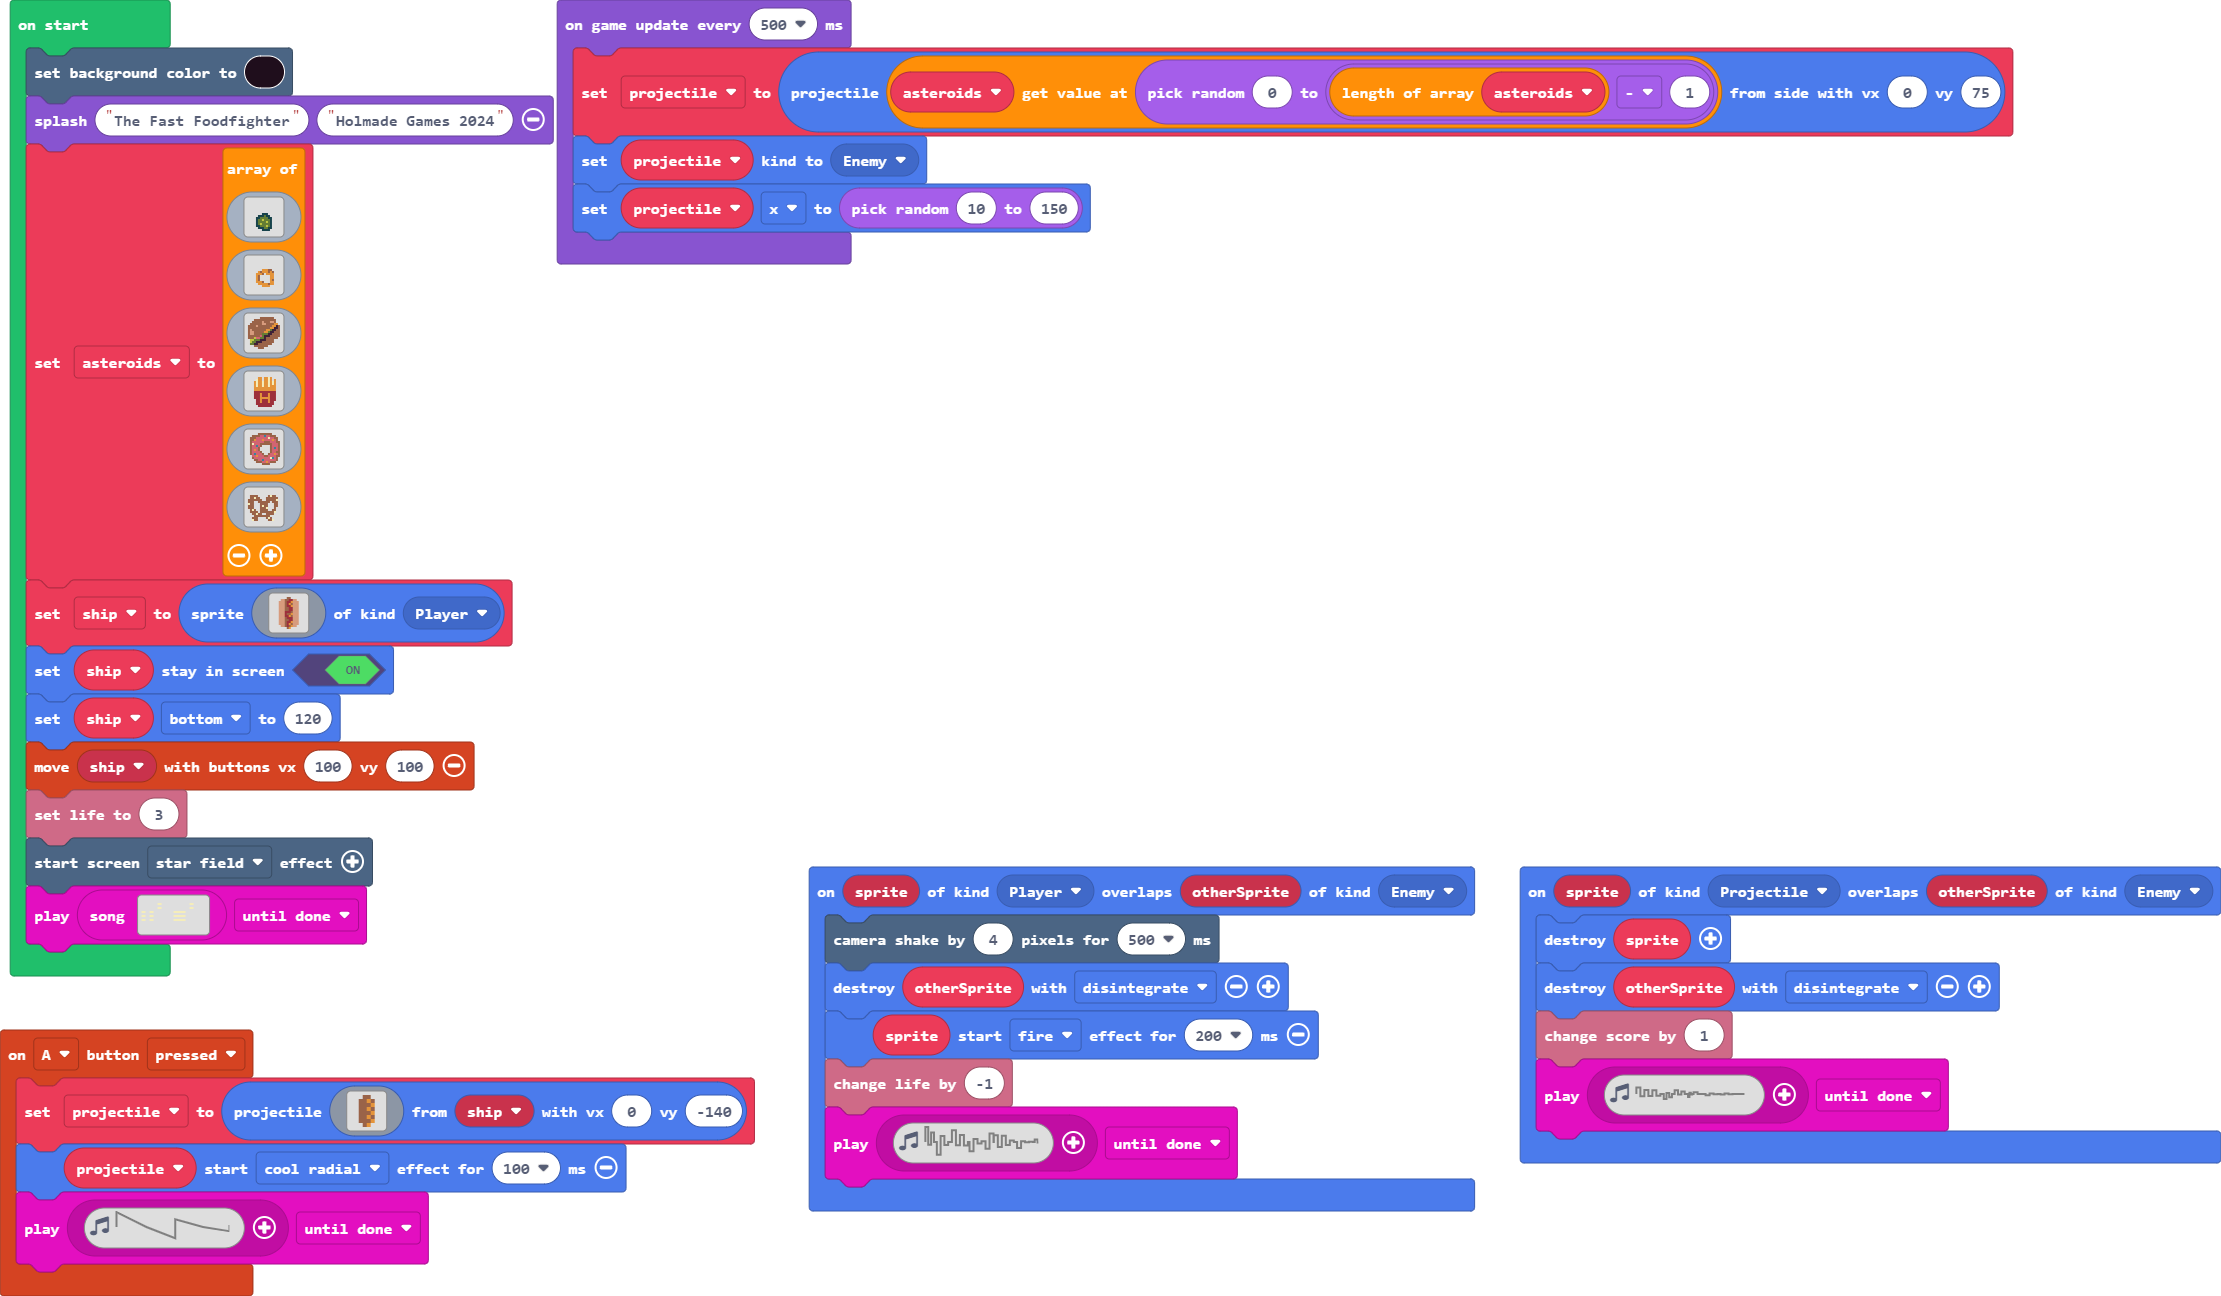 on start
set background color to
splash "The Fast Foodfighter" "Holmade Games 2024"
set asteroids to array of
H
set ship to sprite of kind Player
set ship stay in screen ON
set ship bottom to 120
move ship with buttons vx 100 vy 100
set life to 3
start screen star field effect
play song until done
on game update every 500 ms
set projectile to projectile asteroids get value at pick random 0 to length of array asteroids - 1 from side with vx 0 vy 75
set projectile kind to Enemy
set projectile x to pick random 10 to 150
on A button pressed
set projectile to projectile from ship with vx 0 vy -140
projectile start cool radial effect for 100 ms
play until done
on sprite of kind Player overlaps otherSprite of kind Enemy
camera shake by 4 pixels for 500 ms
destroy otherSprite with disintegrate
sprite start fire effect for 200 ms
change life by -1
play until done
on sprite of kind Projectile overlaps otherSprite of kind Enemy
destroy sprite
destroy otherSprite with disintegrate
change score by 1
play until done